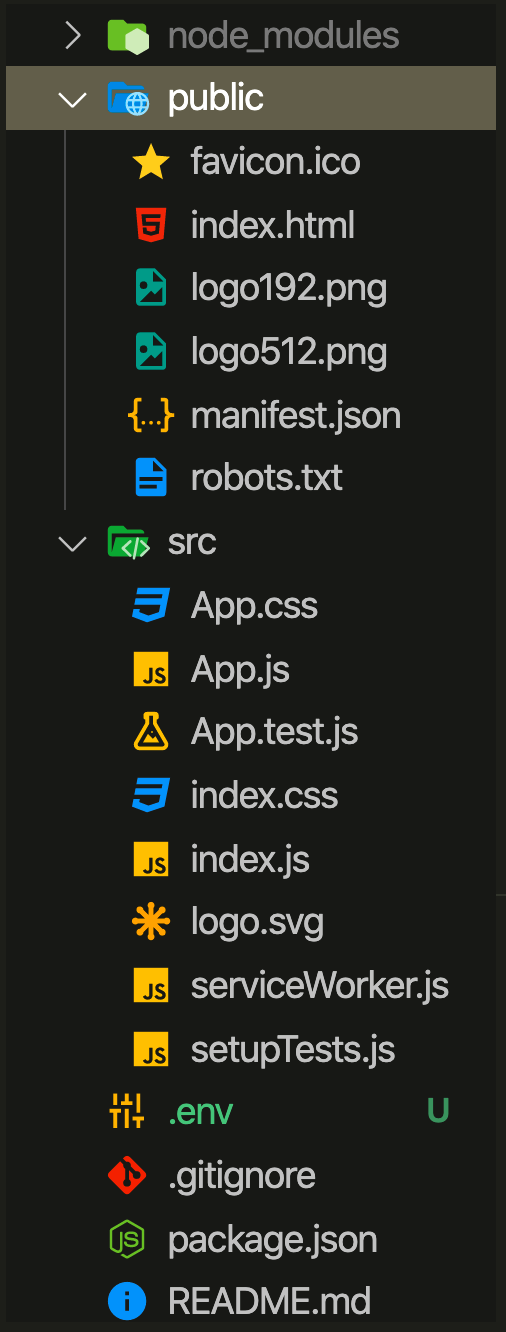 node_modules
public
favicon.ico
index.html
logo192.png
logo512.png
manifest.json
robots.txt
src
App.css
App.js
App.test.js
index.css
index.js
logo.svg
serviceWorker.js
setupTests.js
.env U
.gitignore
package.json
README.md